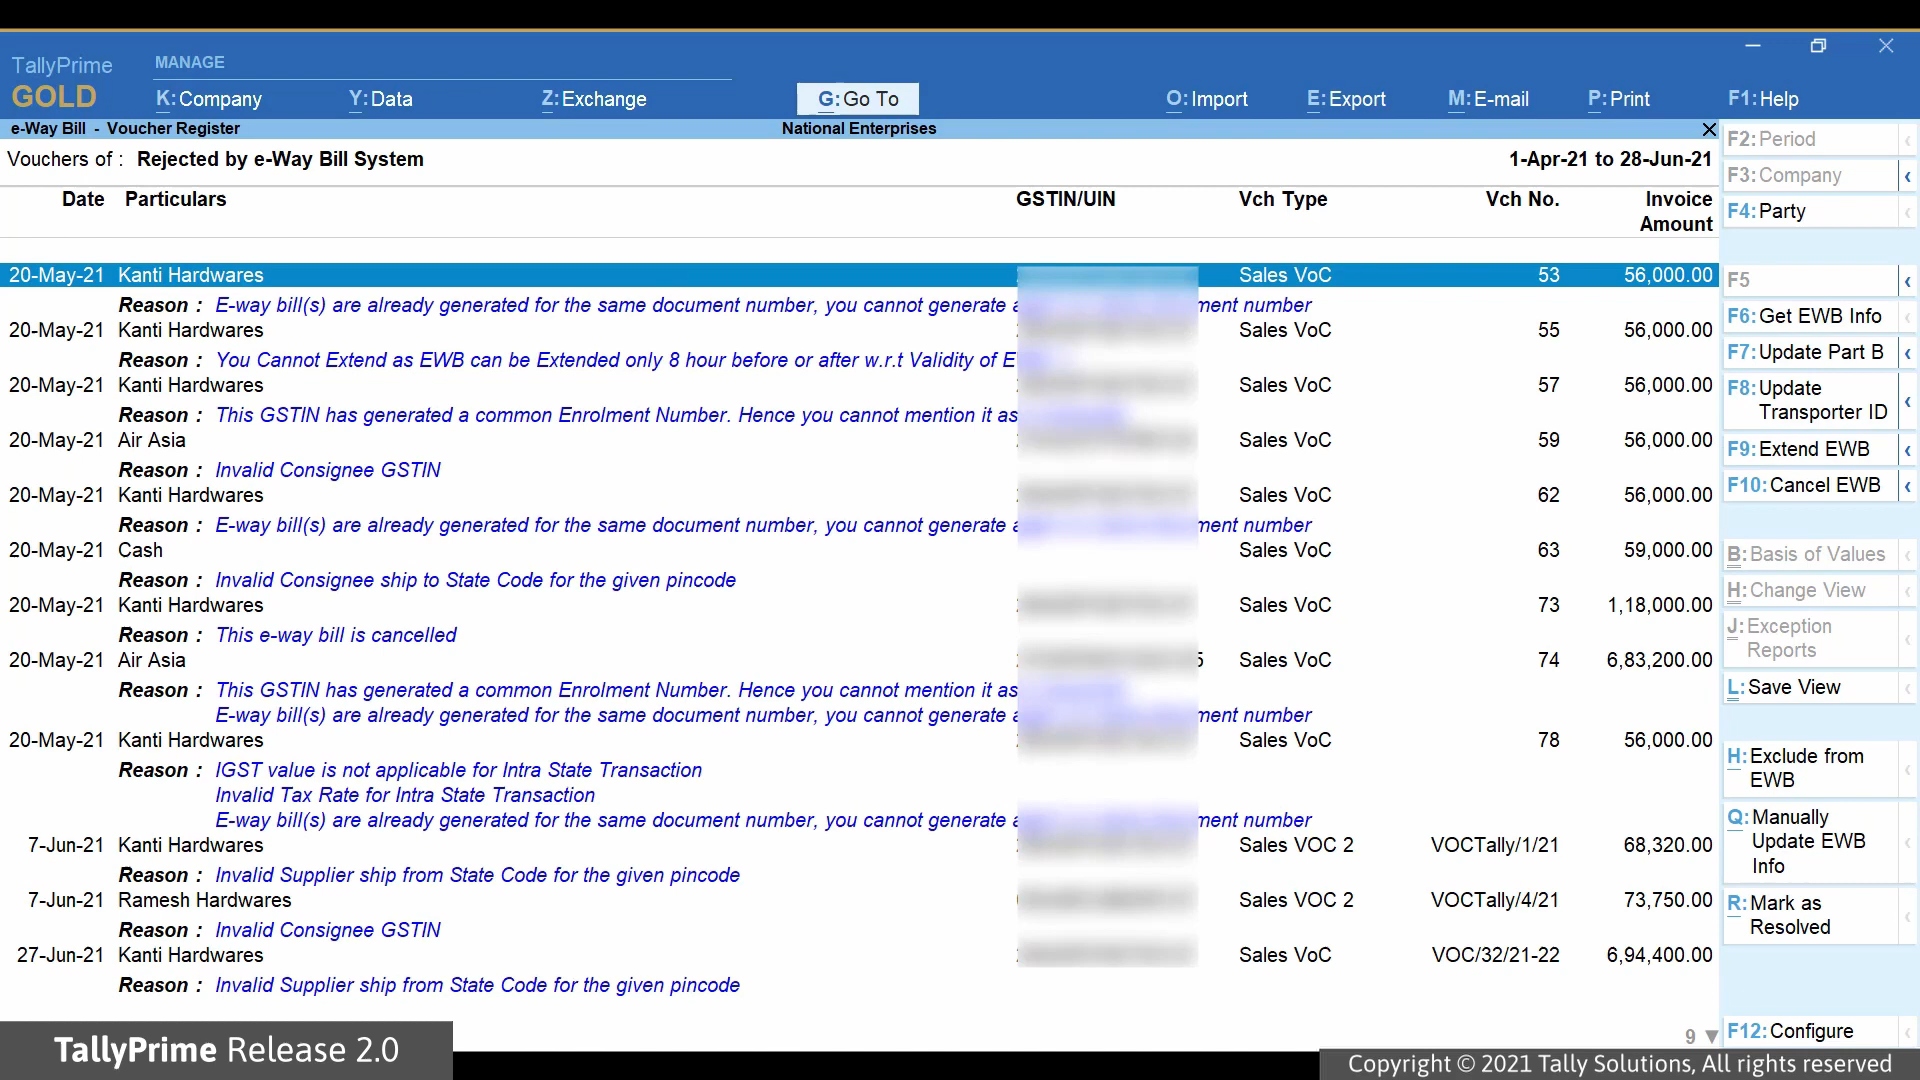 TallyPrime
GOLD
MANAGE
K:Company
Y:Data
Z:Exchange
G:Go To
O:Import
E:Export
M:E-mail
P:Print
F1:Help
e-Way Bill - Voucher Register
National Enterprises
Vouchers of : Rejected by e-Way Bill System
1-Apr-21 to 28-Jun-21
Date Particulars GSTIN/UIN Vch Type Vch No. Invoice
Amount
20-May-21 Kanti Hardwares Sales VoC 53 56,000.00
Reason : E-way bill(s) are already generated for the same document number, you cannot generate number
20-May-21 Kanti Hardwares Sales VoC 55 56,000.00
Reason : You Cannot Extend as EWB can be Extended only 8 hour before or after w.r.t Validity of
20-May-21 Kanti Hardwares Sales VoC 57 56,000.00
Reason : This GSTIN has generated a common Enrolment Number. Hence you cannot mention it as
20-May-21 Air Asia Sales VoC 59 56,000.00
Reason : Invalid Consignee GSTIN
20-May-21 Kanti Hardwares Sales VoC 62 56,000.00
Reason : E-way bill(s) are already generated for the same document number, you cannot generate number
20-May-21 Cash Sales VoC 63 59,000.00
Reason : Invalid Consignee ship to State Code for the given pincode
20-May-21 Kanti Hardwares Sales VoC 73 1,18,000.00
Reason : This e-way bill is cancelled
20-May-21 Air Asia Sales VoC 74 6,83,200.00
Reason : This GSTIN has generated a common Enrolment Number. Hence you cannot mention it as
E-way bill(s) are already generated for the same document number, you cannot generate number
20-May-21 Kanti Hardwares Sales VoC 78 56,000.00
Reason : IGST value is not applicable for Intra State Transaction
Invalid Tax Rate for Intra State Transaction
E-way bill(s) are already generated for the same document number, you cannot generate number
7-Jun-21 Kanti Hardwares Sales VOC 2 VOCTally/1/21 68,320.00
Reason : Invalid Supplier ship from State Code for the given pincode
7-Jun-21 Ramesh Hardwares Sales VOC 2 VOCTally/4/21 73,750.00
Reason : Invalid Consignee GSTIN
27-Jun-21 Kanti Hardwares Sales VoC VOC/32/21-22 6,94,400.00
Reason : Invalid Supplier ship from State Code for the given pincode
9
F2:Period
F3:Company
F4:Party
F5
F6:Get EWB Info
F7:Update Part B
F8:Update
Transporter ID
F9:Extend EWB
F10:Cancel EWB
B:Basis of Values
H:Change View
J:Exception
Reports
L:Save View
H:Exclude from
EWB
Q:Manually
Update EWB
Info
R:Mark as
Resolved
F12:Configure
TallyPrime Release 2.0
Copyright © 2021 Tally Solutions, All rights reserved